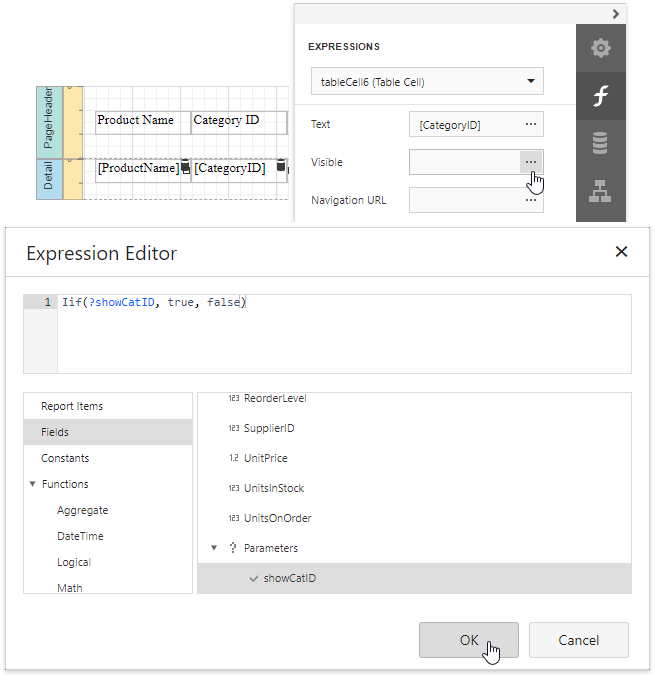 EXPRESSIONS
tableCell6 (Table Cell)
Text [CategoryID] ...
Visible ...
Navigation URL ...
PageHeader
Product Name Category ID
Detail
[ProductName] [CategoryID]
Expression Editor
1 Iif(?showCatID, true, false)
Report Items
Fields
Constants
Functions
Aggregate
DateTime
Logical
Math
123 ReorderLevel
123 SupplierID
1.2 UnitPrice
123 UnitsInStock
123 UnitsOnOrder
? Parameters
showCatID
OK Cancel